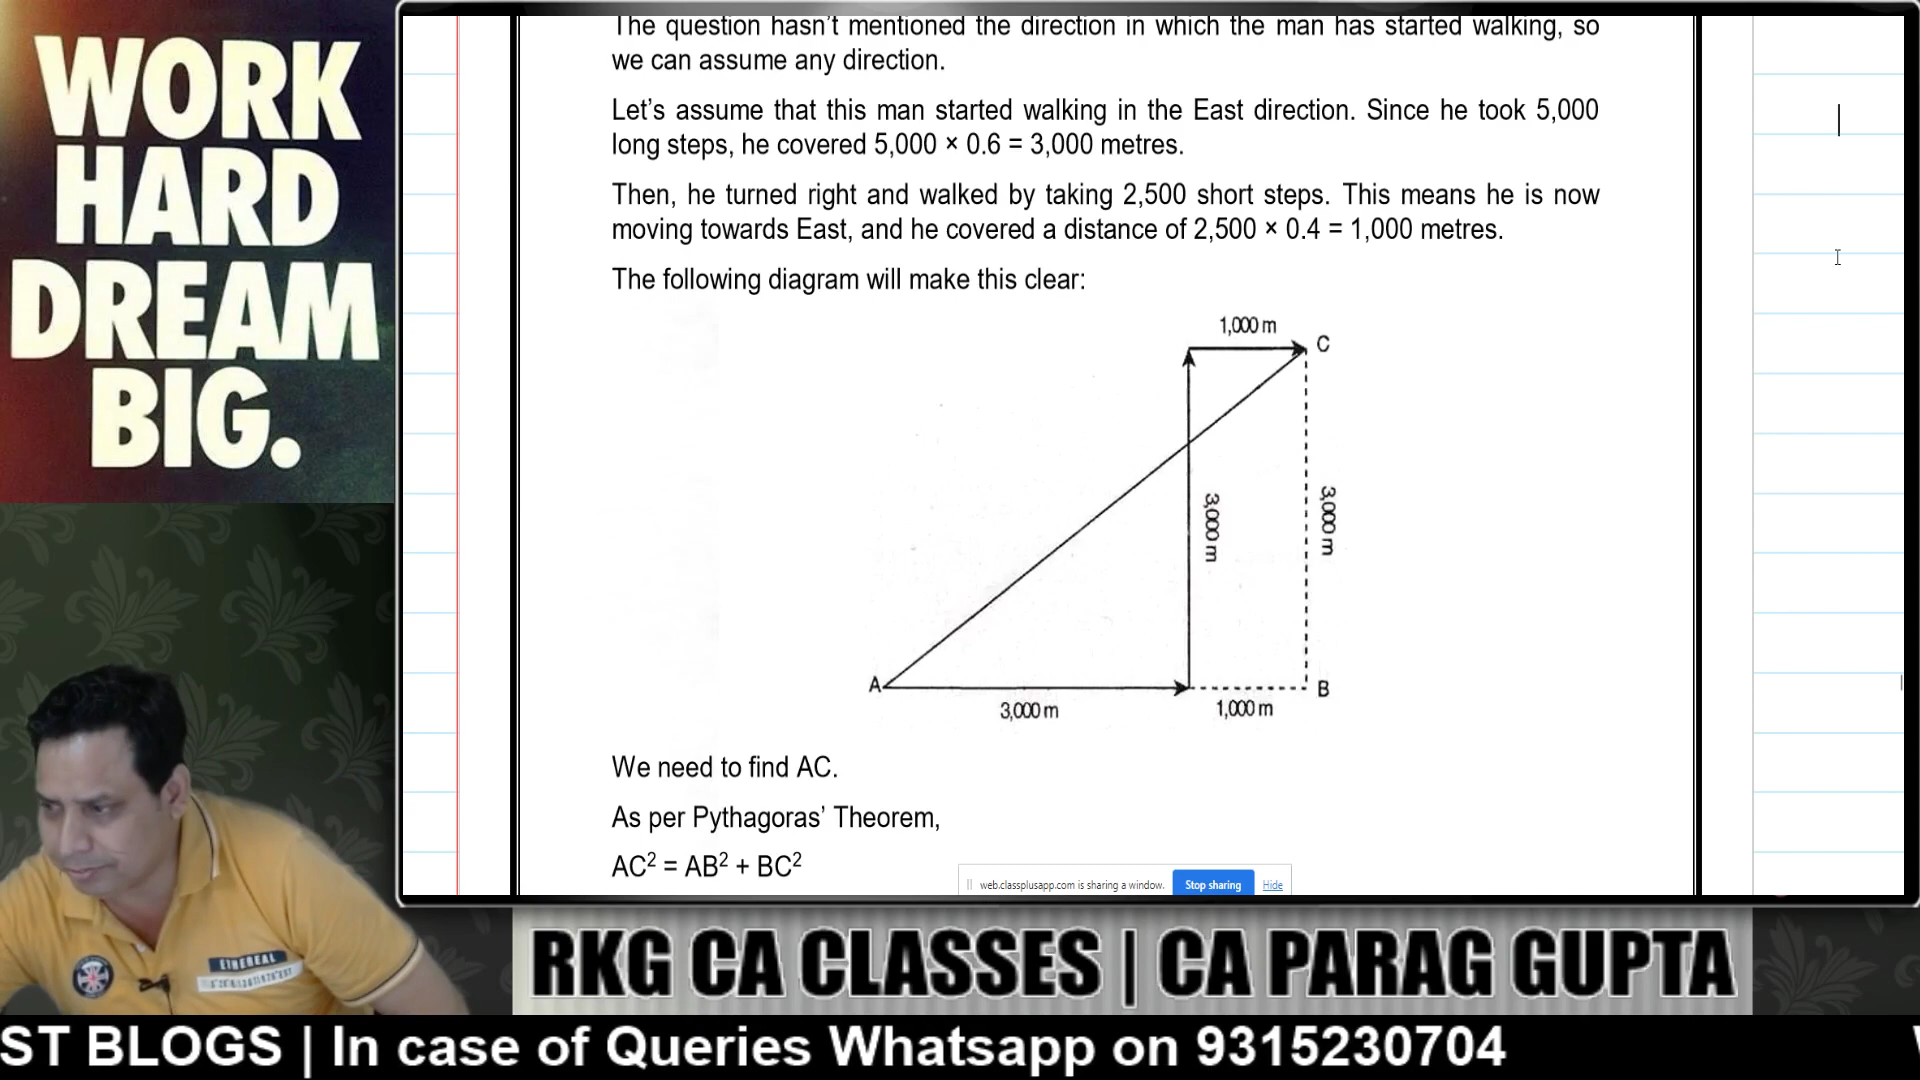 WORK
HARD
DREAM
BIG.
The question hasn't mentioned the direction in which the man has started walking, so
we can assume any direction.
Let's assume that this man started walking in the East direction. Since he took 5,000
long steps, he covered 5,000 × 0.6 = 3,000 metres.
Then, he turned right and walked by taking 2,500 short steps. This means he is now
moving towards East, and he covered a distance of 2,500 × 0.4 = 1,000 metres.
The following diagram will make this clear:
1,000 m
C
3,000 m
3,000 m
A
B
3,000 m
1,000 m
We need to find AC.
As per Pythagoras' Theorem,
AC² = AB² + BC²
web.classplusapp.com is sharing a window.
Stop sharing
Hide
ETHEREAL
RKG CA CLASSES | CA PARAG GUPTA
ST BLOGS | In case of Queries Whatsapp on 9315230704